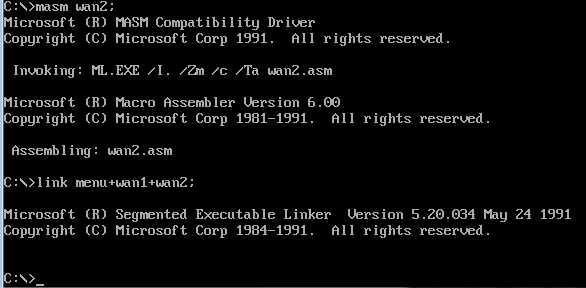 C:\>masm wan2;
Microsoft (R) MASM Compatibility Driver
Copyright (C) Microsoft Corp 1991.  All rights reserved.
Invoking: ML.EXE /I. /Zm /c /Ta wan2.asm
Microsoft (R) Macro Assembler Version 6.00
Copyright (C) Microsoft Corp 1981-1991.  All rights reserved.
Assembling: wan2.asm
C:\>link menu+wan1+wan2;
Microsoft (R) Segmented Executable Linker  Version 5.20.034 May 24 1991
Copyright (C) Microsoft Corp 1984-1991.  All rights reserved.
C:\>_